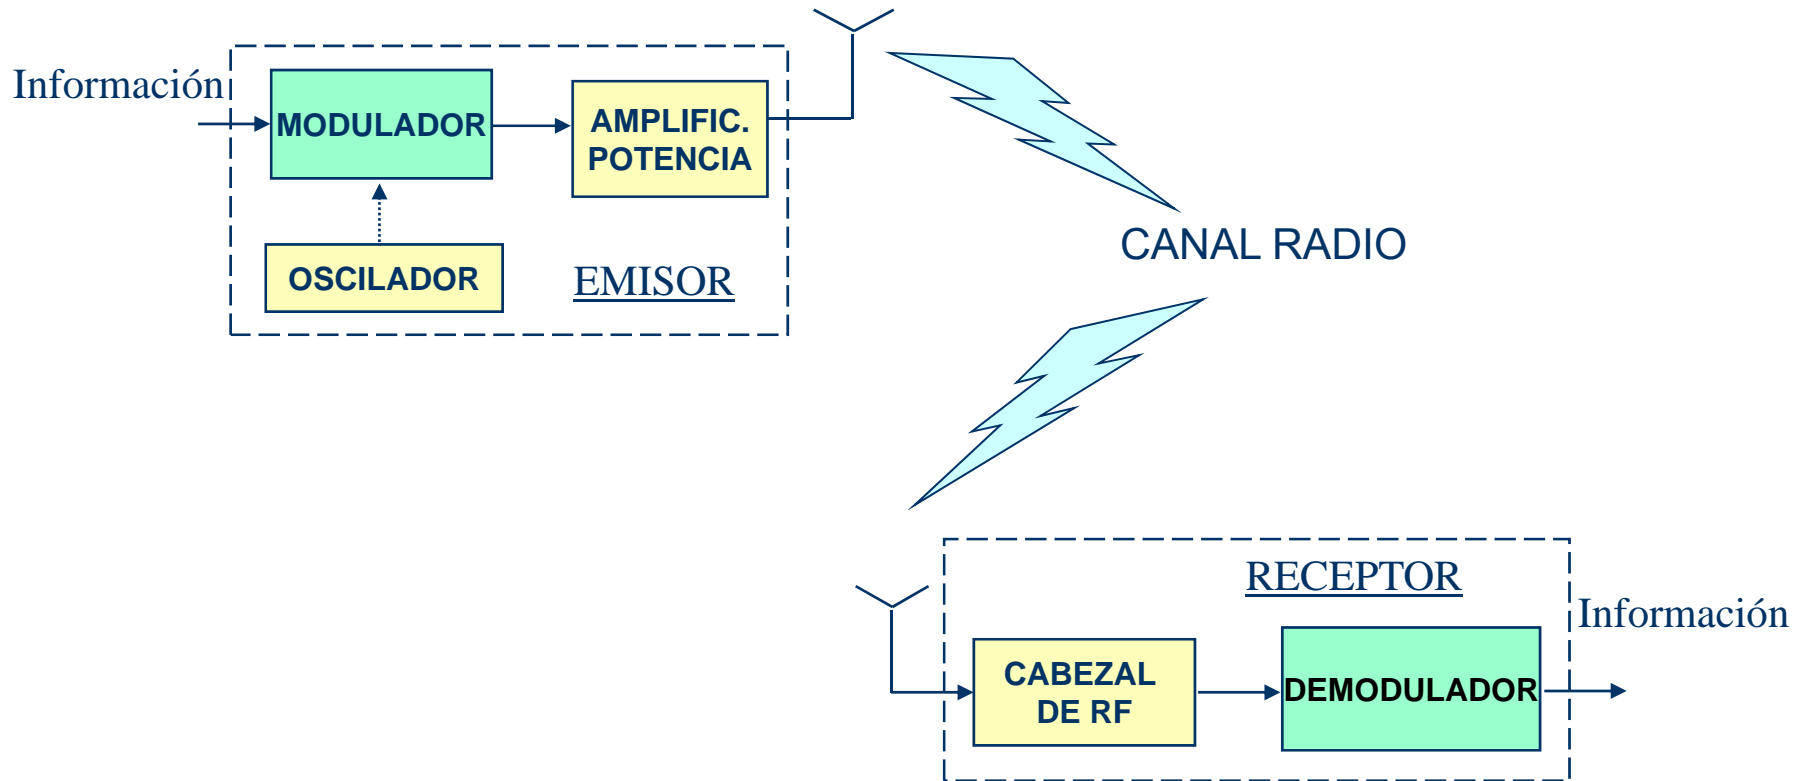 Información
MODULADOR
AMPLIFIC.
POTENCIA
OSCILADOR
EMISOR
CANAL RADIO
RECEPTOR
Información
CABEZAL
DE RF
DEMODULADOR